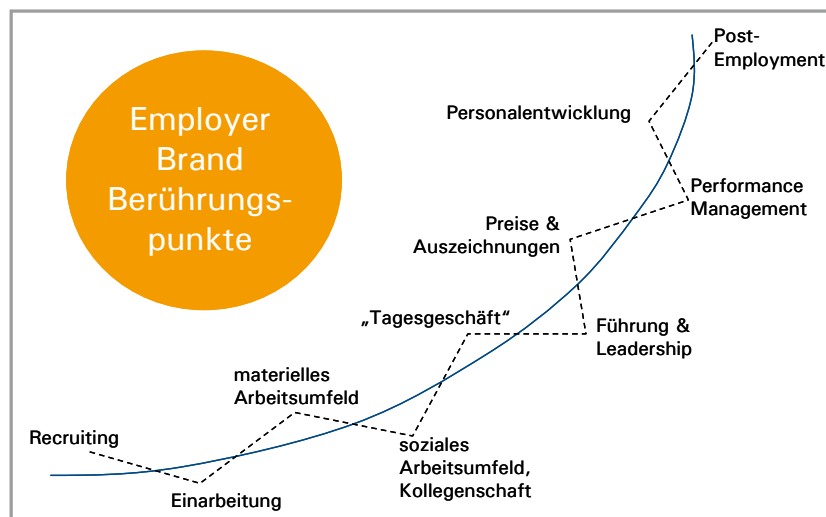 Employer
Brand
Berührungs-
punkte
Post-
Employment
Personalentwicklung
Performance
Management
Preise &
Auszeichnungen
„Tagesgeschäft“
Führung &
Leadership
materielles
Arbeitsumfeld
Recruiting
soziales
Arbeitsumfeld,
Kollegenschaft
Einarbeitung